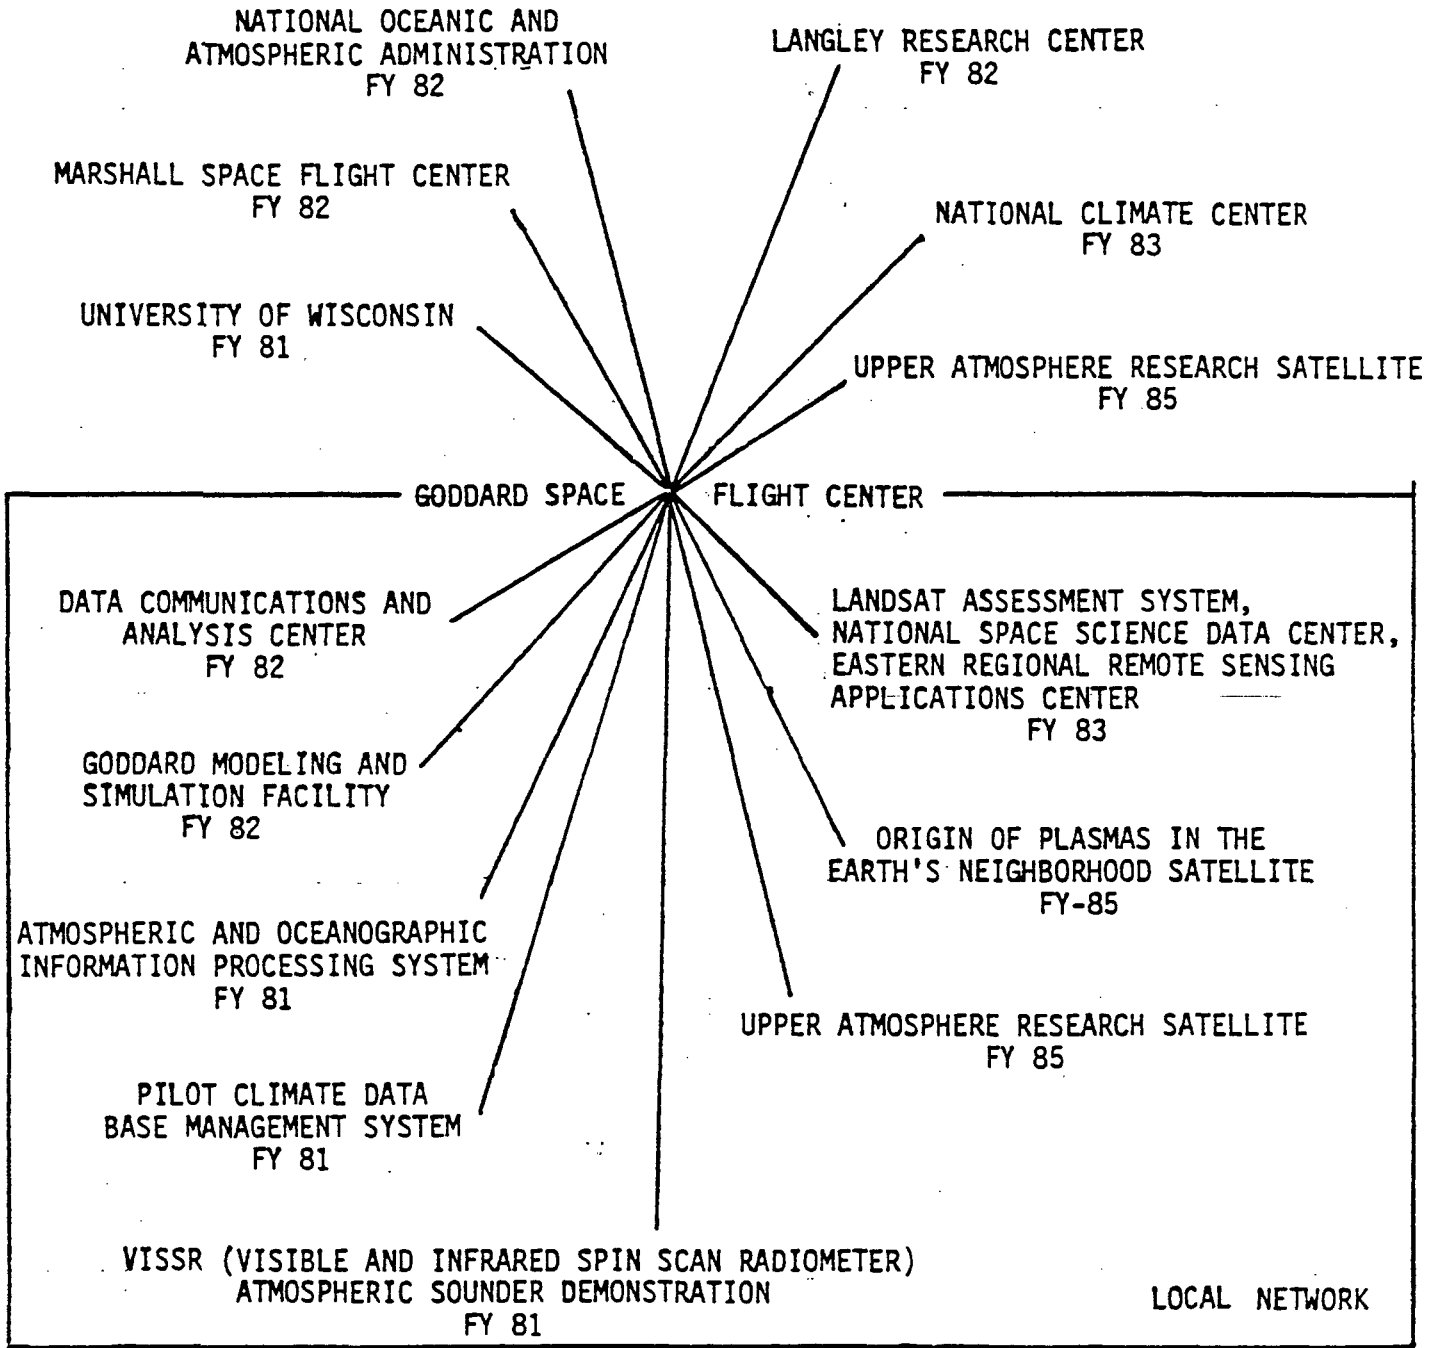 NATIONAL OCEANIC AND
ATMOSPHERIC ADMINISTRATION
FY 82
LANGLEY RESEARCH CENTER
FY 82
MARSHALL SPACE FLIGHT CENTER
FY 82
NATIONAL CLIMATE CENTER
FY 83
UNIVERSITY OF WISCONSIN
FY 81
UPPER ATMOSPHERE RESEARCH SATELLITE
FY 85
GODDARD SPACE FLIGHT CENTER
DATA COMMUNICATIONS AND
ANALYSIS CENTER
FY 82
LANDSAT ASSESSMENT SYSTEM,
NATIONAL SPACE SCIENCE DATA CENTER,
EASTERN REGIONAL REMOTE SENSING
APPLICATIONS CENTER
FY 83
GODDARD MODELING AND
SIMULATION FACILITY
FY 82
ORIGIN OF PLASMAS IN THE
EARTH'S NEIGHBORHOOD SATELLITE
FY-85
ATMOSPHERIC AND OCEANOGRAPHIC
INFORMATION PROCESSING SYSTEM
FY 81
UPPER ATMOSPHERE RESEARCH SATELLITE
FY 85
PILOT CLIMATE DATA
BASE MANAGEMENT SYSTEM
FY 81
VISSR (VISIBLE AND INFRARED SPIN SCAN RADIOMETER)
ATMOSPHERIC SOUNDER DEMONSTRATION
FY 81
LOCAL NETWORK